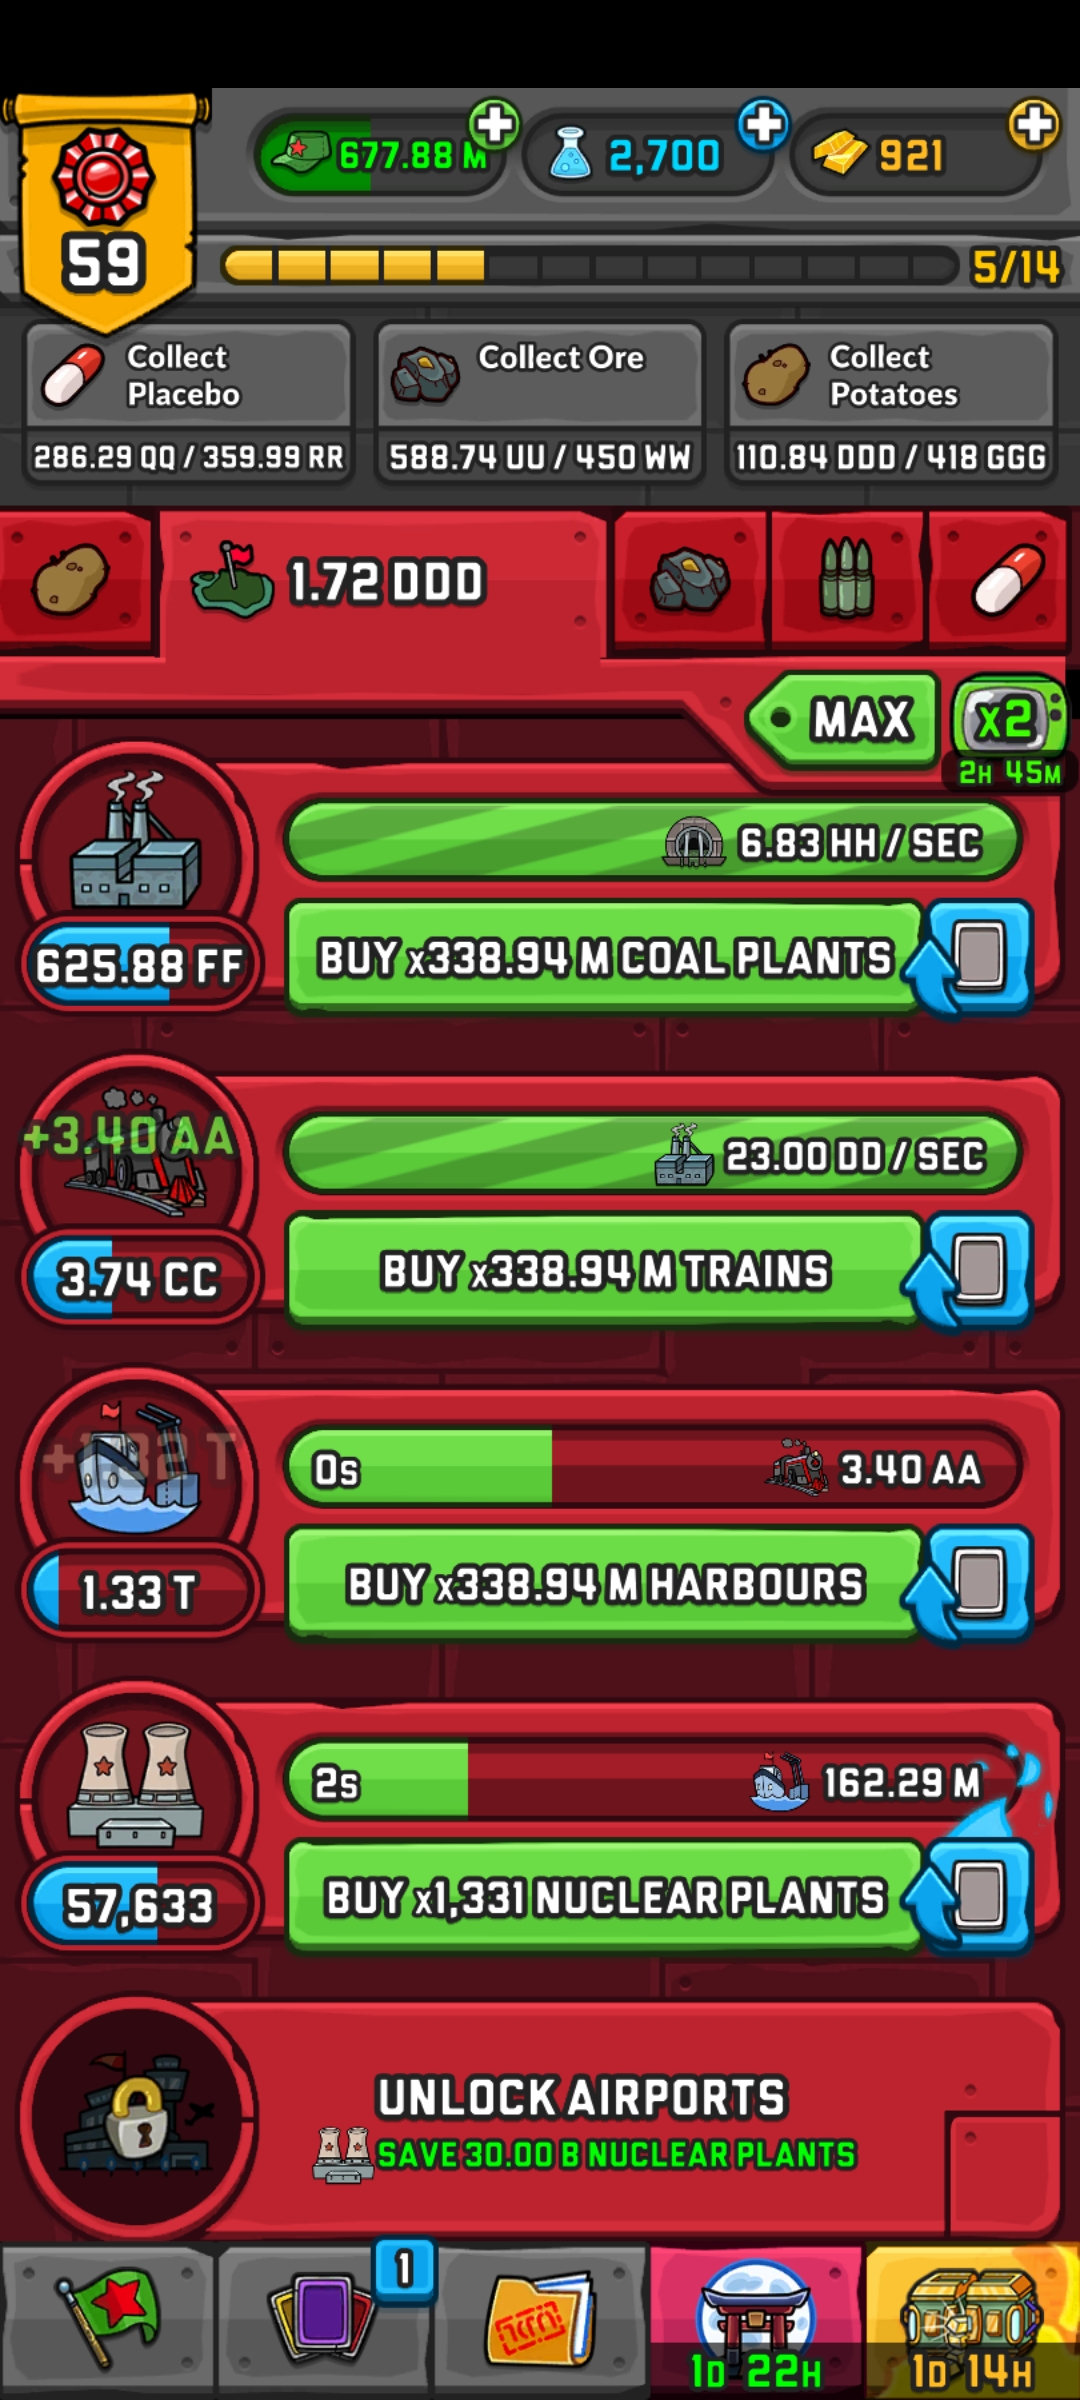 677.88 M
2,700
921
59
5/14
Collect
Placebo
286.29 QQ / 359.99 RR
Collect Ore
588.74 UU / 450 WW
Collect
Potatoes
110.84 DDD / 418 GGG
1.72 DDD
MAX
x2
2H 45M
6.83 HH / SEC
625.88 FF
BUY x338.94 M COAL PLANTS
+3.40 AA
23.00 DD / SEC
3.74 CC
BUY x338.94 M TRAINS
0s
3.40 AA
1.33 T
BUY x338.94 M HARBOURS
2s
162.29 M
57,633
BUY x1,331 NUCLEAR PLANTS
UNLOCK AIRPORTS
SAVE 30.00 B NUCLEAR PLANTS
1
1D 22H
1D 14H